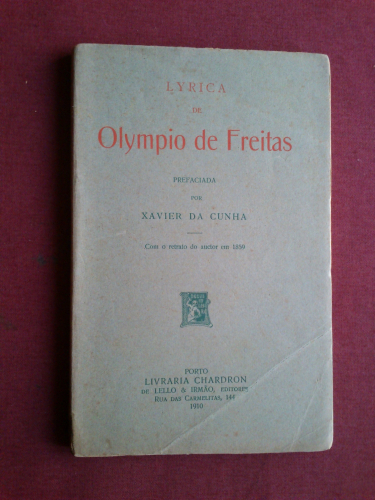 LYRICA
DE
Olympio de Freitas
PREFACIADA
POR
XAVIER DA CUNHA
Com o retrato do auctor em 1890
PORTO
LIVRARIA CHARDRON
DE LELLO & IRMÃO, EDITORES
RUA DAS CARMELITAS, 144
1910